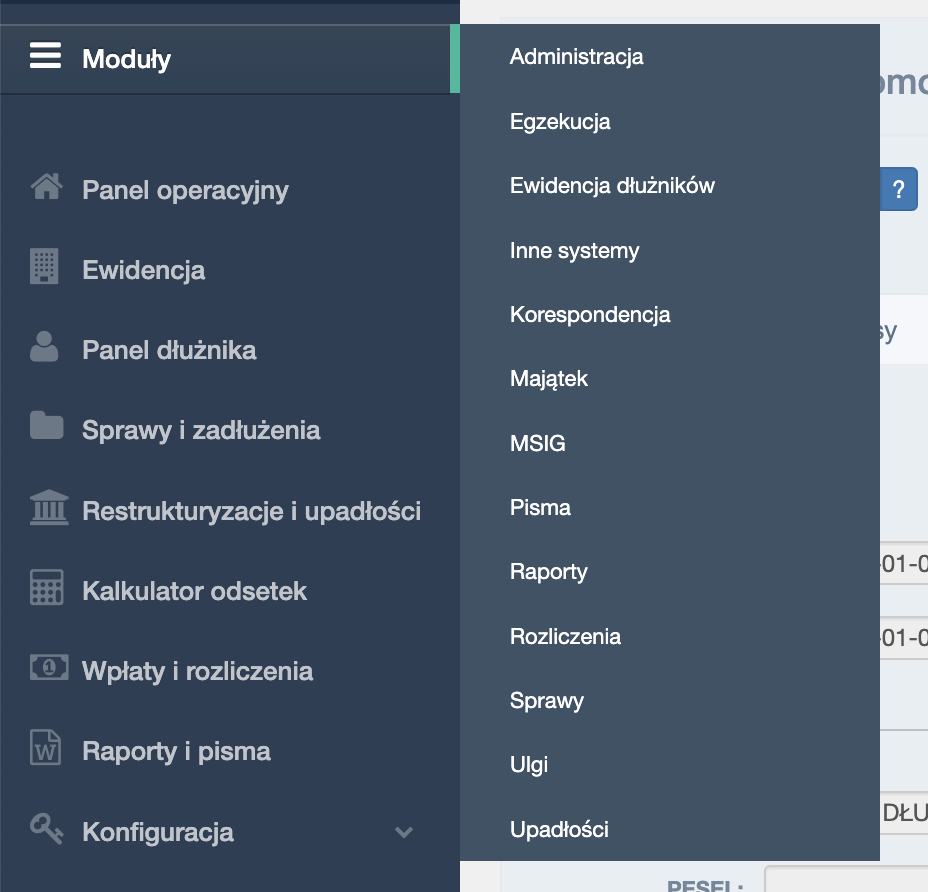 Moduły
Panel operacyjny
Ewidencja
Panel dłużnika
Sprawy i zadłużenia
Restrukturyzacje i upadłości
Kalkulator odsetek
Wpłaty i rozliczenia
Raporty i pisma
Konfiguracja
Administracja
Egzekucja
Ewidencja dłużników
Inne systemy
Korespondencja
Majątek
MSIG
Pisma
Raporty
Rozliczenia
Sprawy
Ulgi
Upadłości
?
-01-0
-01-0
DŁU
PESEL: